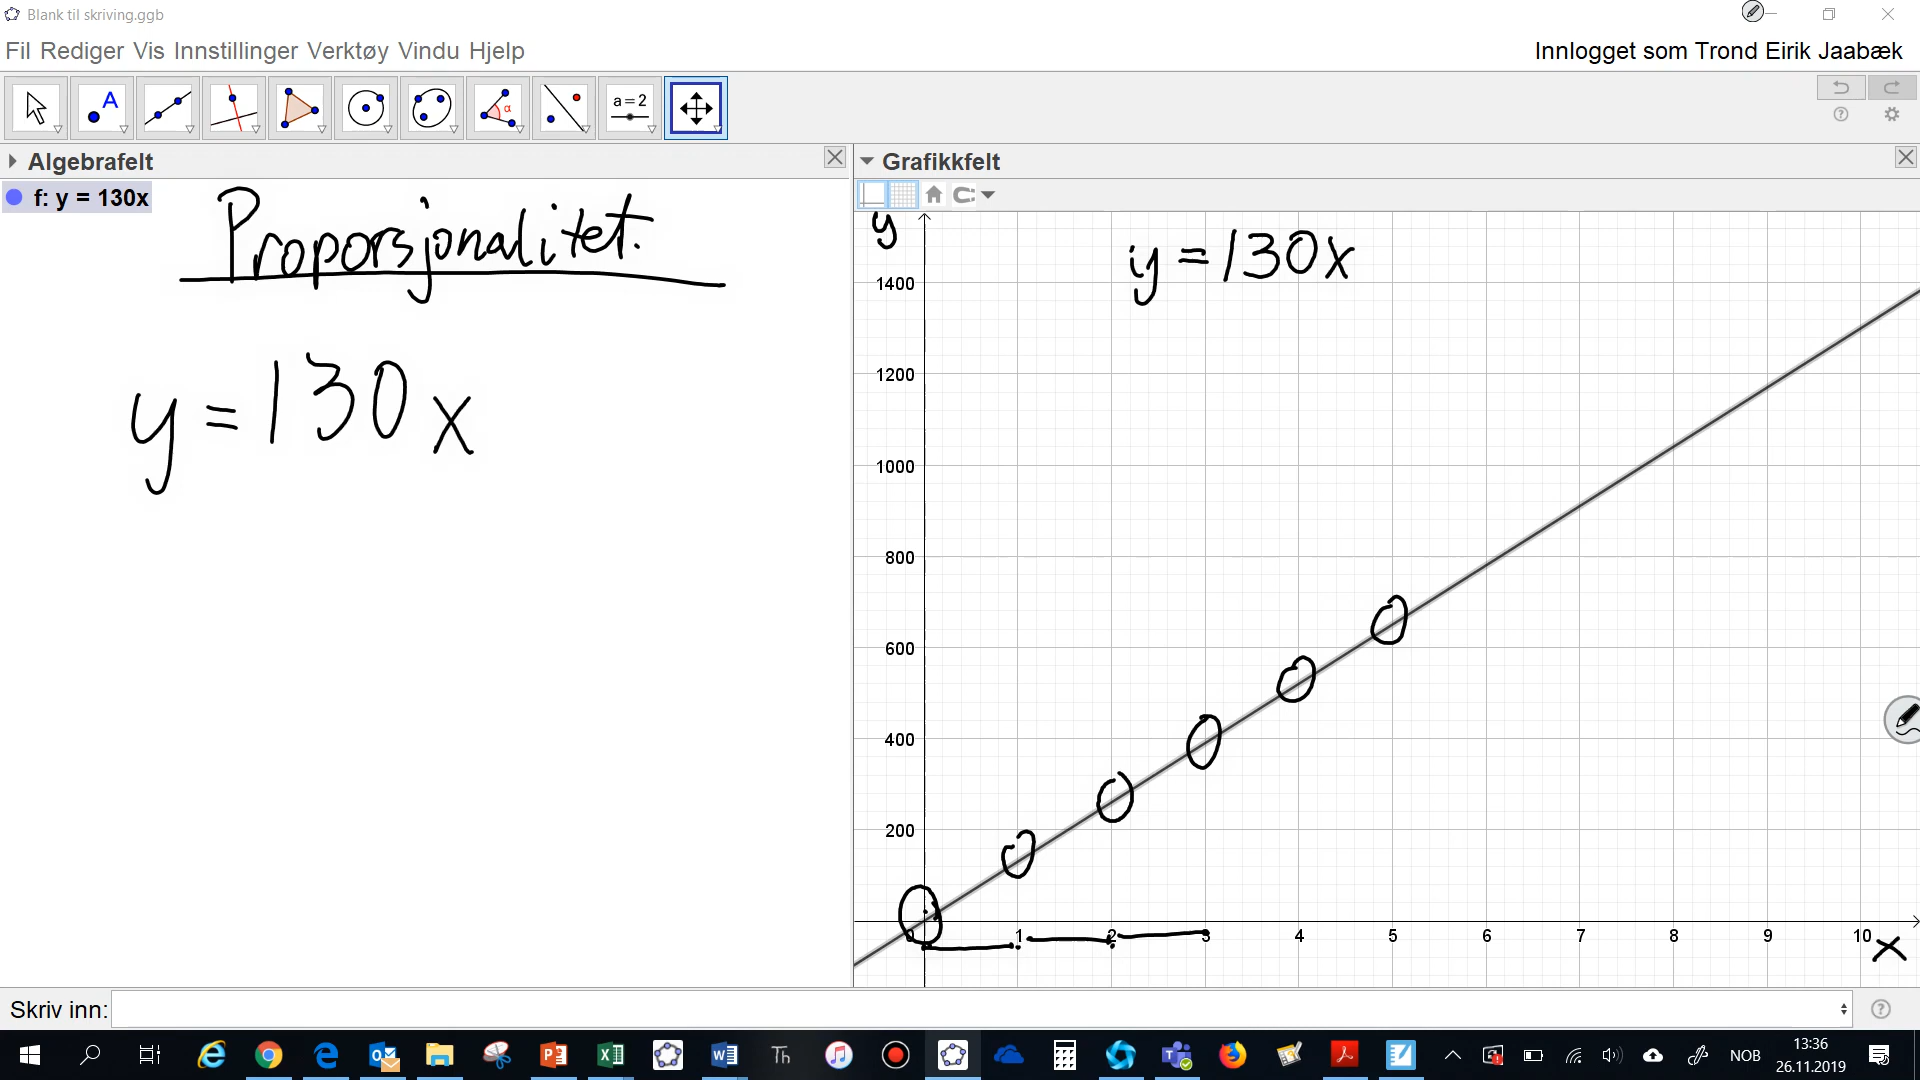 Blank til skriving.ggb
Fil Rediger Vis Innstillinger Verktøy Vindu Hjelp
Innlogget som Trond Eirik Jaabæk
A
α
a = 2
Algebrafelt
f: y = 130x
Proporsjonalitet.
y = 130x
Grafikkfelt
y
y = 130x
1400
1200
1000
800
600
400
200
0 1 2 3 4 5 6 7 8 9 10
x
Skriv inn:
Th
NOB
13:36
26.11.2019